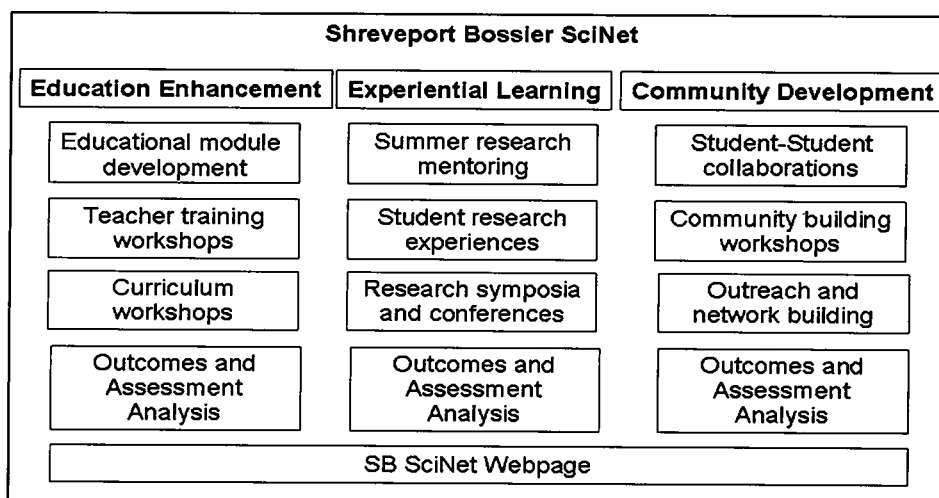 Shreveport Bossier SciNet
Education Enhancement
Experiential Learning
Community Development
Educational module
development
Summer research
mentoring
Student-Student
collaborations
Teacher training
workshops
Student research
experiences
Community building
workshops
Curriculum
workshops
Research symposia
and conferences
Outreach and
network building
Outcomes and
Assessment
Analysis
Outcomes and
Assessment
Analysis
Outcomes and
Assessment
Analysis
SB SciNet Webpage